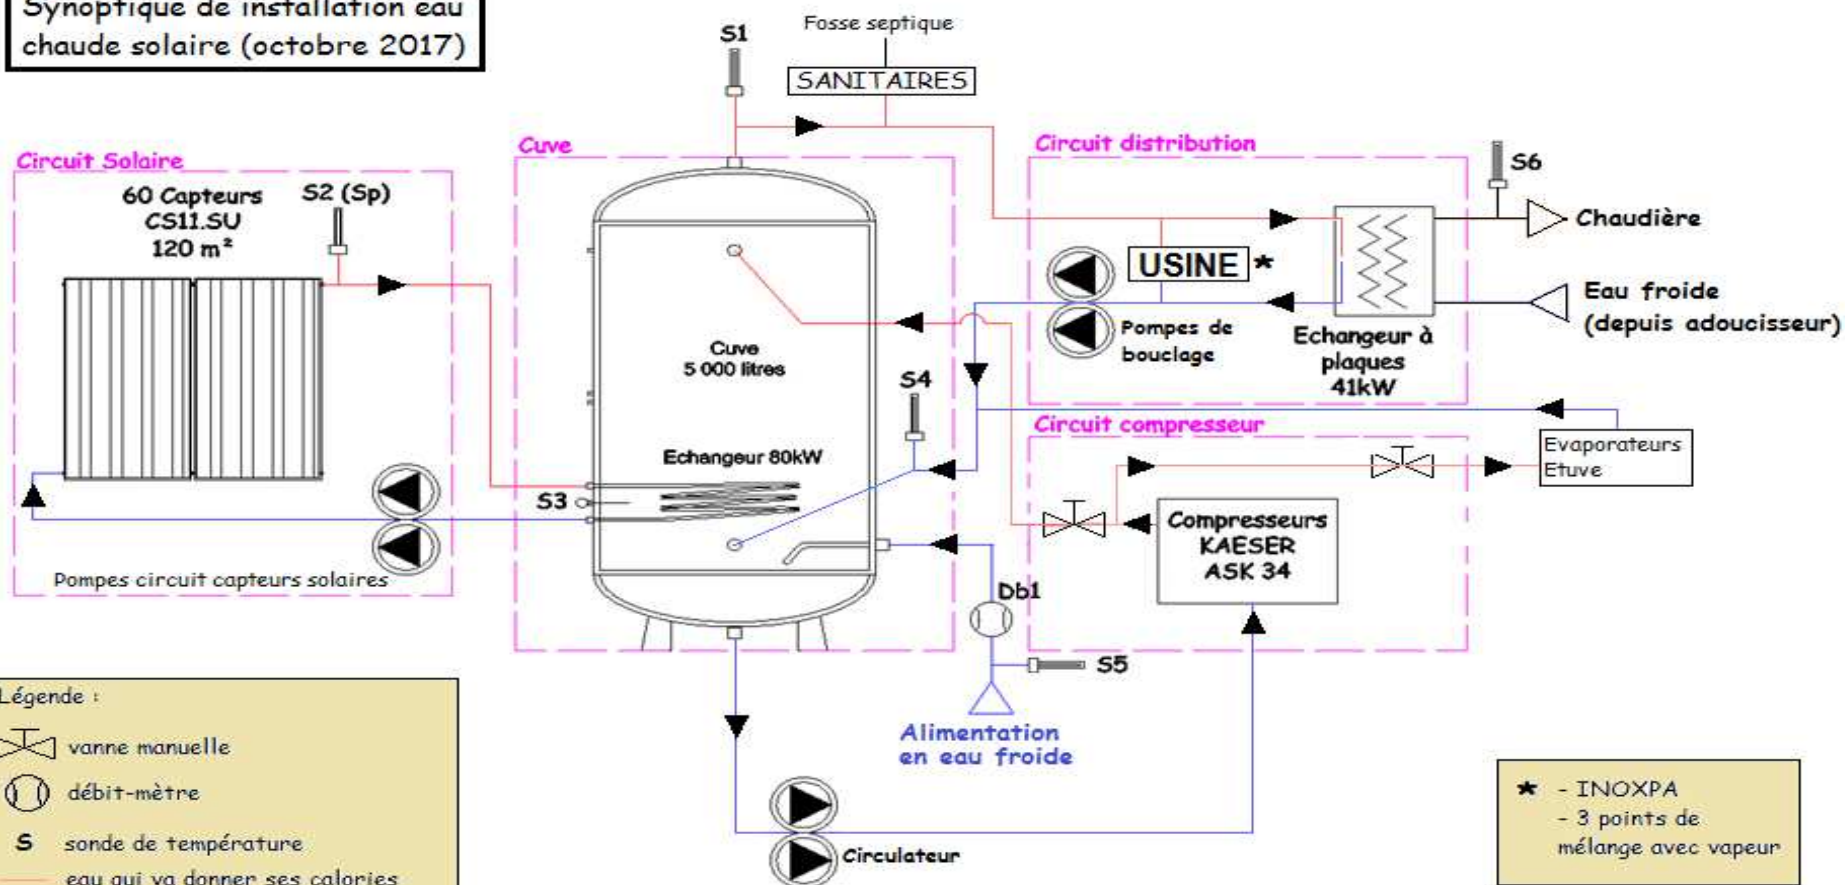 Synoptique de installation eau
chaude solaire (octobre 2017)
S1
Fosse septique
SANITAIRES
Circuit Solaire
60 Capteurs
CS11.SU
120 m²
S2 (Sp)
Pompes circuit capteurs solaires
Cuve
Cuve
5 000 litres
Echangeur 80kW
S3
S4
Circuit distribution
S6
Chaudière
USINE *
Pompes de
bouclage
Echangeur à
plaques
41kW
Eau froide
(depuis adoucisseur)
Circuit compresseur
Evaporateurs
Etuve
Compresseurs
KAESER
ASK 34
Db1
S5
Alimentation
en eau froide
Circulateur
Légende :
vanne manuelle
débit-mètre
S sonde de température
eau qui va donner ses calories
* - INOXPA
- 3 points de
mélange avec vapeur